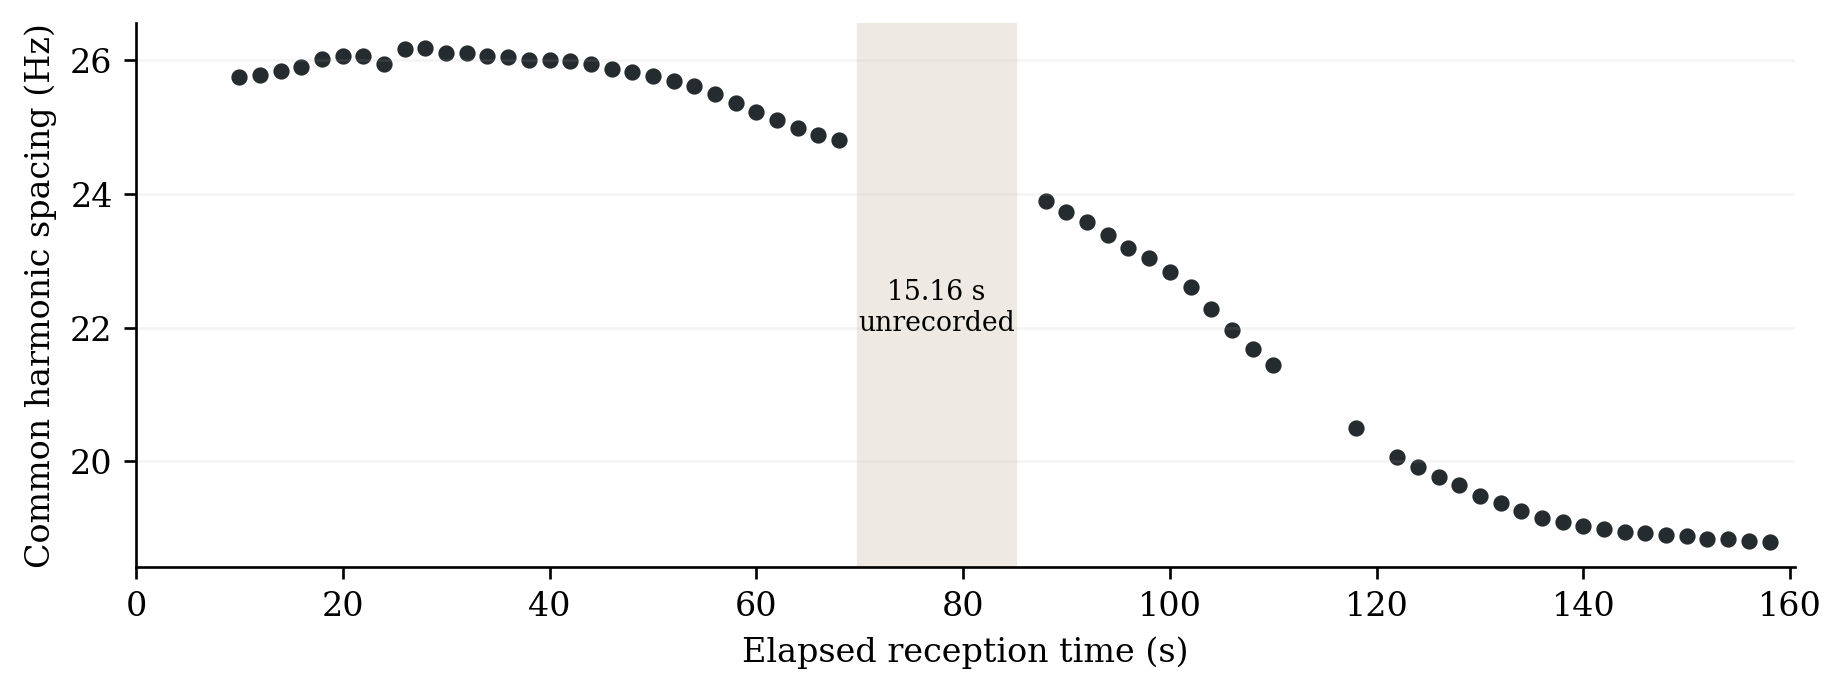 Common harmonic spacing (Hz)
26
24
22
20
15.16 s
unrecorded
0 20 40 60 80 100 120 140 160
Elapsed reception time (s)